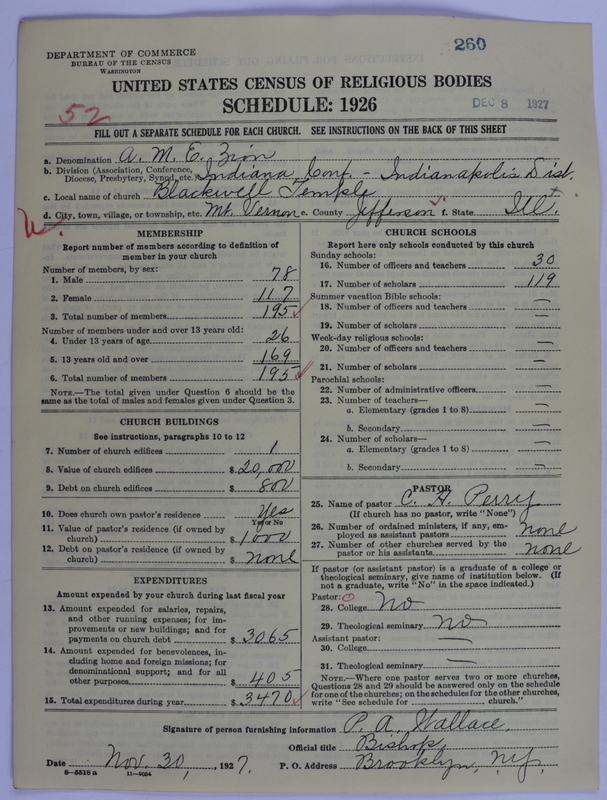 260
DEPARTMENT OF COMMERCE
BUREAU OF THE CENSUS
WASHINGTON
UNITED STATES CENSUS OF RELIGIOUS BODIES
SCHEDULE: 1926
DEC 8 1927
52
FILL OUT A SEPARATE SCHEDULE FOR EACH CHURCH. SEE INSTRUCTIONS ON THE BACK OF THIS SHEET
a. Denomination A. M. E. Zion
b. Division (Association, Conference, Diocese, Presbytery, Synod, etc.) Indiana Conf. - Indianapolis Dist.
c. Local name of church Blackwell Temple
d. City, town, village, or township, etc. Mt. Vernon e. County Jefferson f. State Ill.
MEMBERSHIP
Report number of members according to definition of
member in your church
Number of members, by sex:
1. Male 78
2. Female 117
3. Total number of members 195
Number of members under and over 13 years old:
4. Under 13 years of age 26
5. 13 years old and over 169
6. Total number of members 195
NOTE.—The total given under Question 6 should be the
same as the total of males and females given under Question 3.
CHURCH BUILDINGS
See instructions, paragraphs 10 to 12
7. Number of church edifices 1
8. Value of church edifices $20,000
9. Debt on church edifices $800
10. Does church own pastor's residence Yes
Yes or No
11. Value of pastor's residence (if owned by
church) $1000
12. Debt on pastor's residence (if owned by
church) $none
EXPENDITURES
Amount expended by your church during last fiscal year
13. Amount expended for salaries, repairs,
and other running expenses; for im-
provements or new buildings; and for
payments on church debt $3065
14. Amount expended for benevolences, in-
cluding home and foreign missions; for
denominational support; and for all
other purposes $405
15. Total expenditures during year $3470
CHURCH SCHOOLS
Report here only schools conducted by this church
Sunday schools:
16. Number of officers and teachers 30
17. Number of scholars 119
Summer vacation Bible schools:
18. Number of officers and teachers —
19. Number of scholars —
Week-day religious schools:
20. Number of officers and teachers —
21. Number of scholars —
Parochial schools:
22. Number of administrative officers —
23. Number of teachers—
a. Elementary (grades 1 to 8) —
b. Secondary —
24. Number of scholars—
a. Elementary (grades 1 to 8) —
b. Secondary —
PASTOR
25. Name of pastor C. H. Perry
(If church has no pastor, write "None")
26. Number of ordained ministers, if any, em-
ployed as assistant pastors none
27. Number of other churches served by the
pastor or his assistants none
If pastor (or assistant pastor) is a graduate of a college or
theological seminary, give name of institution below. (If
not a graduate, write "No" in the space indicated.)
Pastor:
28. College No
29. Theological seminary No
Assistant pastor:
30. College —
31. Theological seminary —
NOTE.—Where one pastor serves two or more churches,
Questions 28 and 29 should be answered only on the schedule
for one of the churches; on the schedules for the other churches,
write "See schedule for church."
Signature of person furnishing information P. A. Wallace
Official title Bishop
Date Nov. 30, 1927. P. O. Address Brooklyn, N.Y.
8-5518 a 11-9054